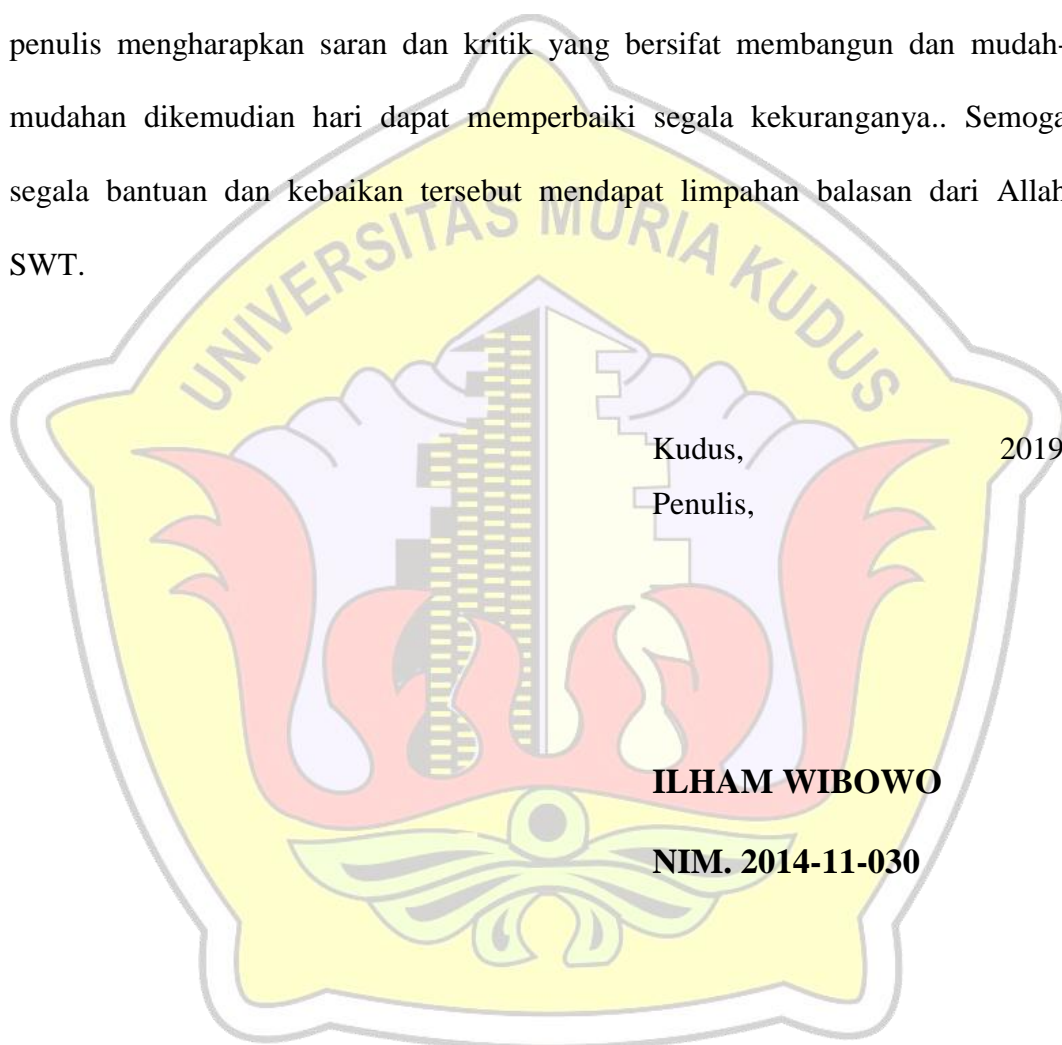 penulis mengharapkan saran dan kritik yang bersifat membangun dan mudah-
mudahan dikemudian hari dapat memperbaiki segala kekuranganya.. Semoga
segala bantuan dan kebaikan tersebut mendapat limpahan balasan dari Allah
SWT.
UNIVERSITAS MURIA KUDUS
Kudus, 2019
Penulis,
ILHAM WIBOWO
NIM. 2014-11-030